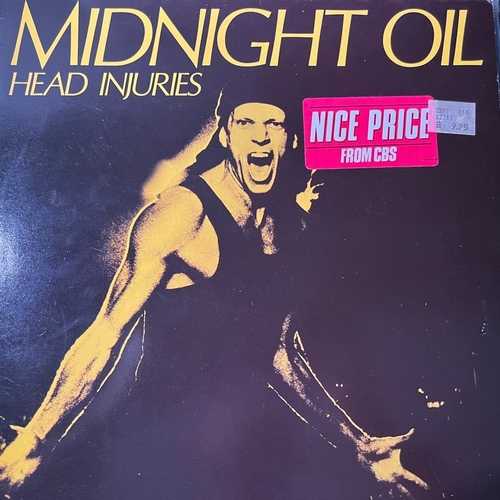 MIDNIGHT OIL
HEAD INJURIES
NICE PRICE
FROM CBS